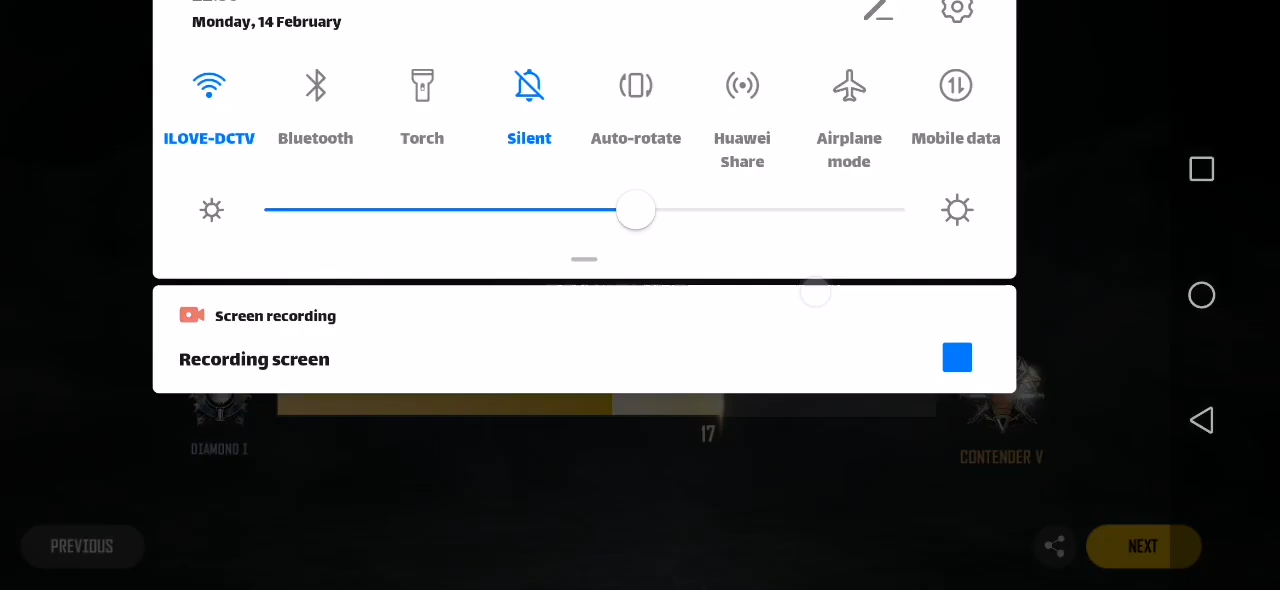 Monday, 14 February
ILOVE-DCTV
Bluetooth
Torch
Silent
Auto-rotate
Huawei
Share
Airplane
mode
Mobile data
Screen recording
Recording screen
17
DIAMOND I
CONTENDER V
PREVIOUS
NEXT